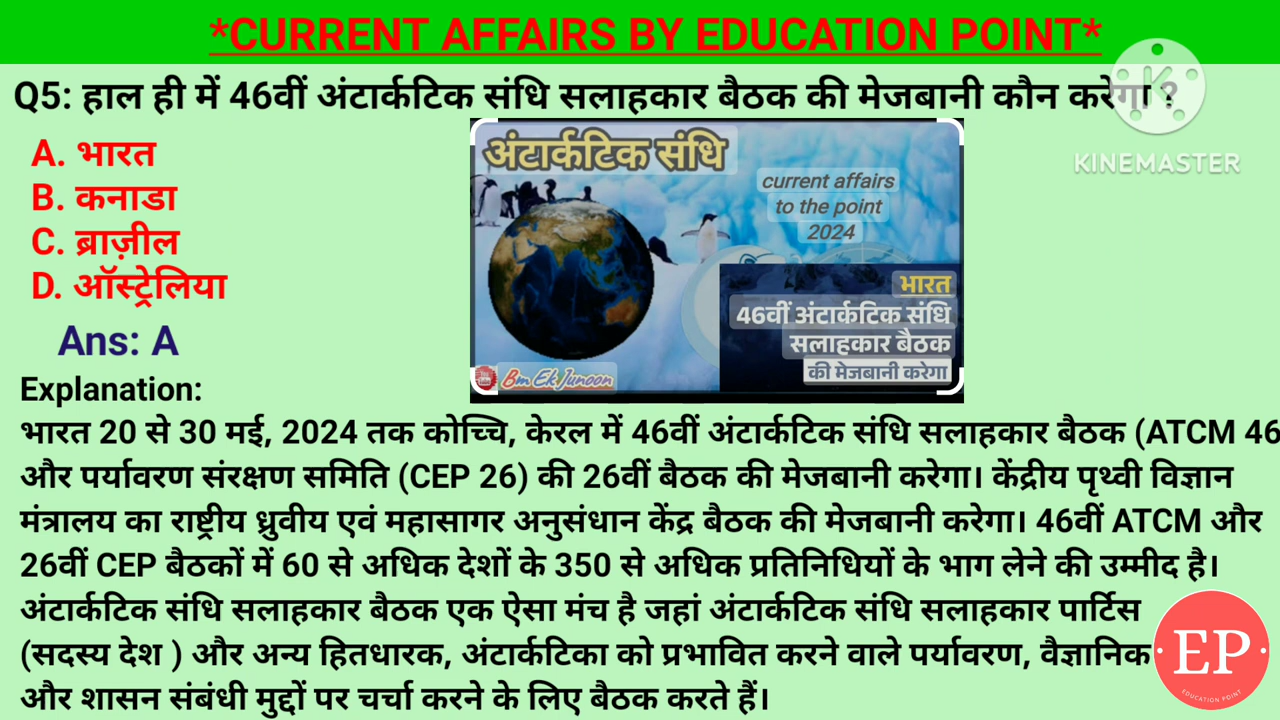 *CURRENT AFFAIRS BY EDUCATION POINT*
Q5: हाल ही में 46वीं अंटार्कटिक संधि सलाहकार बैठक की मेजबानी कौन करेगा ?
KINEMASTER
A. भारत
B. कनाडा
C. ब्राज़ील
D. ऑस्ट्रेलिया
Ans: A
अंटार्कटिक संधि
current affairs
to the point
2024
भारत
46वीं अंटार्कटिक संधि
सलाहकार बैठक
की मेजबानी करेगा
Bm Ek Junoon
Explanation:
भारत 20 से 30 मई, 2024 तक कोच्चि, केरल में 46वीं अंटार्कटिक संधि सलाहकार बैठक (ATCM 46
और पर्यावरण संरक्षण समिति (CEP 26) की 26वीं बैठक की मेजबानी करेगा। केंद्रीय पृथ्वी विज्ञान
मंत्रालय का राष्ट्रीय ध्रुवीय एवं महासागर अनुसंधान केंद्र बैठक की मेजबानी करेगा। 46वीं ATCM और
26वीं CEP बैठकों में 60 से अधिक देशों के 350 से अधिक प्रतिनिधियों के भाग लेने की उम्मीद है।
अंटार्कटिक संधि सलाहकार बैठक एक ऐसा मंच है जहां अंटार्कटिक संधि सलाहकार पार्टिस
(सदस्य देश ) और अन्य हितधारक, अंटार्कटिका को प्रभावित करने वाले पर्यावरण, वैज्ञानिक
और शासन संबंधी मुद्दों पर चर्चा करने के लिए बैठक करते हैं।
EP
EDUCATION POINT